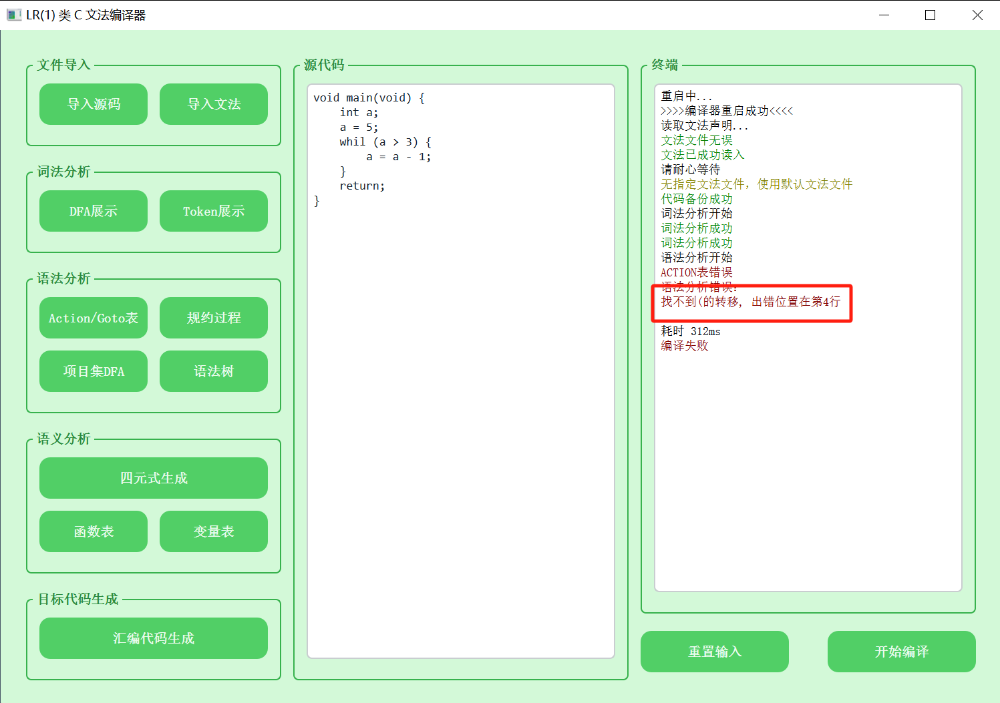 LR(1) 类 C 文法编译器
文件导入
导入源码
导入文法
词法分析
DFA展示
Token展示
语法分析
Action/Goto表
规约过程
项目集DFA
语法树
语义分析
四元式生成
函数表
变量表
目标代码生成
汇编代码生成
源代码
void main(void) {
    int a;
    a = 5;
    whil (a > 3) {
        a = a - 1;
    }
    return;
}
终端
重启中...
>>>>编译器重启成功<<<<
读取文法声明...
文法文件无误
文法已成功读入
请耐心等待
无指定文法文件，使用默认文法文件
代码备份成功
词法分析开始
词法分析成功
词法分析成功
语法分析开始
ACTION表错误
语法分析错误:
找不到(的转移, 出错位置在第4行
耗时 312ms
编译失败
重置输入
开始编译